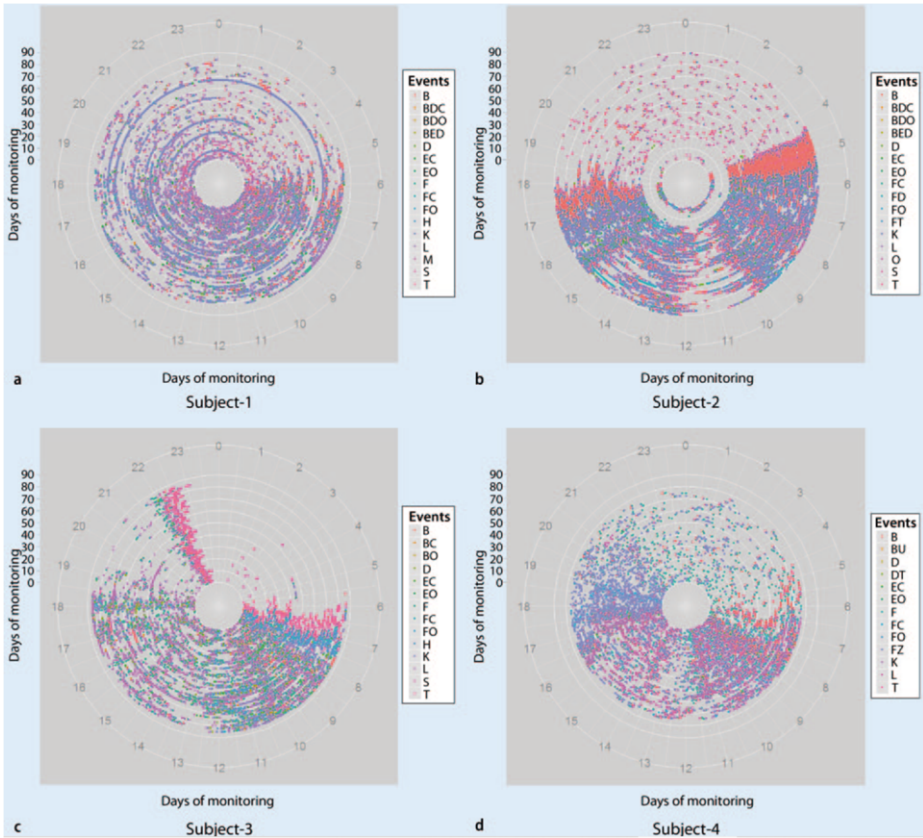 0
1
2
3
4
5
6
7
8
9
10
11
12
13
14
15
16
17
18
19
20
21
22
23
90
80
70
60
50
40
30
20
10
0
Days of monitoring
Events
B
BDC
BDO
BED
D
EC
EO
F
FC
FO
H
K
L
M
S
T
a
Days of monitoring
Subject-1
0
1
2
3
4
5
6
7
8
9
10
11
12
13
14
15
16
17
18
19
20
21
22
23
90
80
70
60
50
40
30
20
10
0
Days of monitoring
Events
B
BDC
BDO
BED
D
EC
EO
FC
FD
FO
FT
K
L
O
S
T
b
Days of monitoring
Subject-2
0
1
2
3
4
5
6
7
8
9
10
11
12
13
14
15
16
17
18
19
20
21
22
23
90
80
70
60
50
40
30
20
10
0
Days of monitoring
Events
B
BC
BO
D
EC
EO
F
FC
FO
H
K
L
S
T
Days of monitoring
c
Subject-3
0
1
2
3
4
5
6
7
8
9
10
11
12
13
14
15
16
17
18
19
20
21
22
23
90
80
70
60
50
40
30
20
10
0
Days of monitoring
Events
B
BU
D
DT
EC
EO
F
FC
FO
FZ
K
L
T
Days of monitoring
d
Subject-4